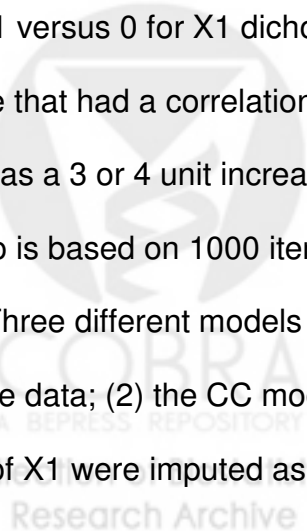 1 versus 0 for X1 dicho
e that had a correlation
as a 3 or 4 unit increa
o is based on 1000 iter
Three different models
COBRA
e data; (2) the CC mod
A BEPRESS REPOSITORY
of X1 were imputed as
Research Archive